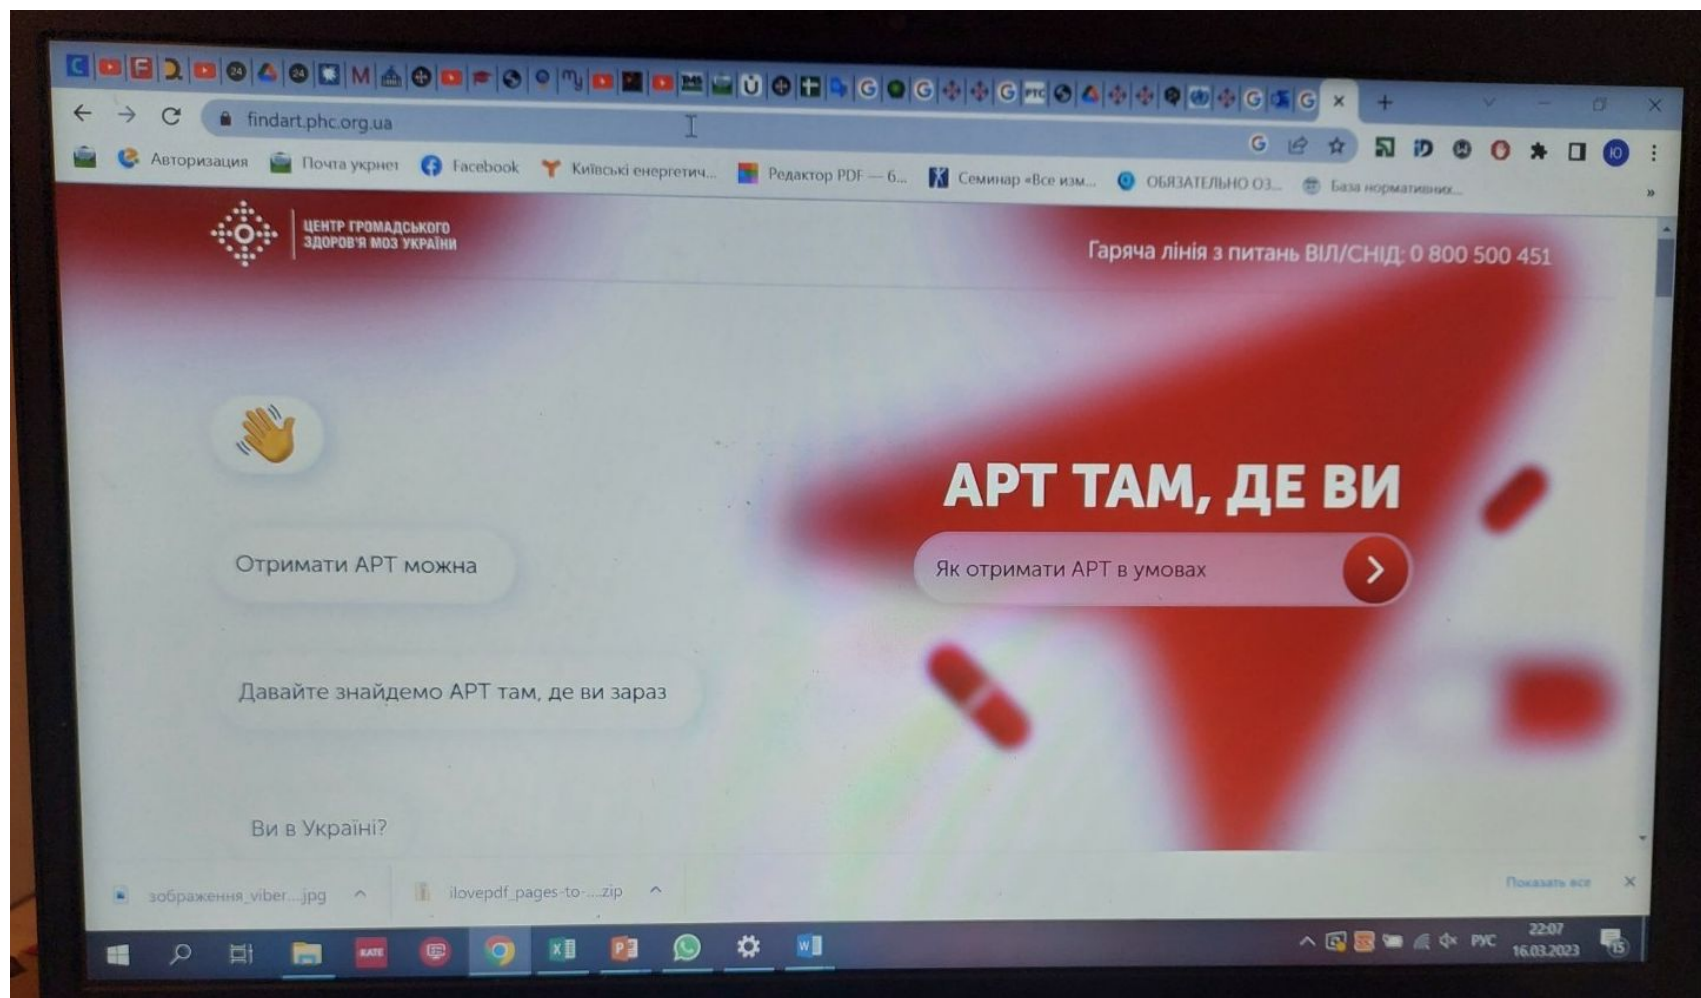 findart.phc.org.ua
Авторизация
Почта укрнет
Facebook
Київські енергетич...
Редактор PDF — б...
Семинар «Все изм...
ОБЯЗАТЕЛЬНО ОЗ...
База нормативних...
ЦЕНТР ГРОМАДСЬКОГО
ЗДОРОВ'Я МОЗ УКРАЇНИ
Гаряча лінія з питань ВІЛ/СНІД: 0 800 500 451
АРТ ТАМ, ДЕ ВИ
Отримати АРТ можна
Як отримати АРТ в умовах
Давайте знайдемо АРТ там, де ви зараз
Ви в Україні?
зображення_viber....jpg
ilovepdf_pages-to-....zip
Показать все
РУС
22:07
16.03.2023
15